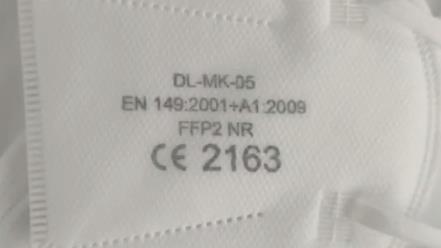 DL-MK-05
EN 149:2001+A1:2009
FFP2 NR
CE 2163